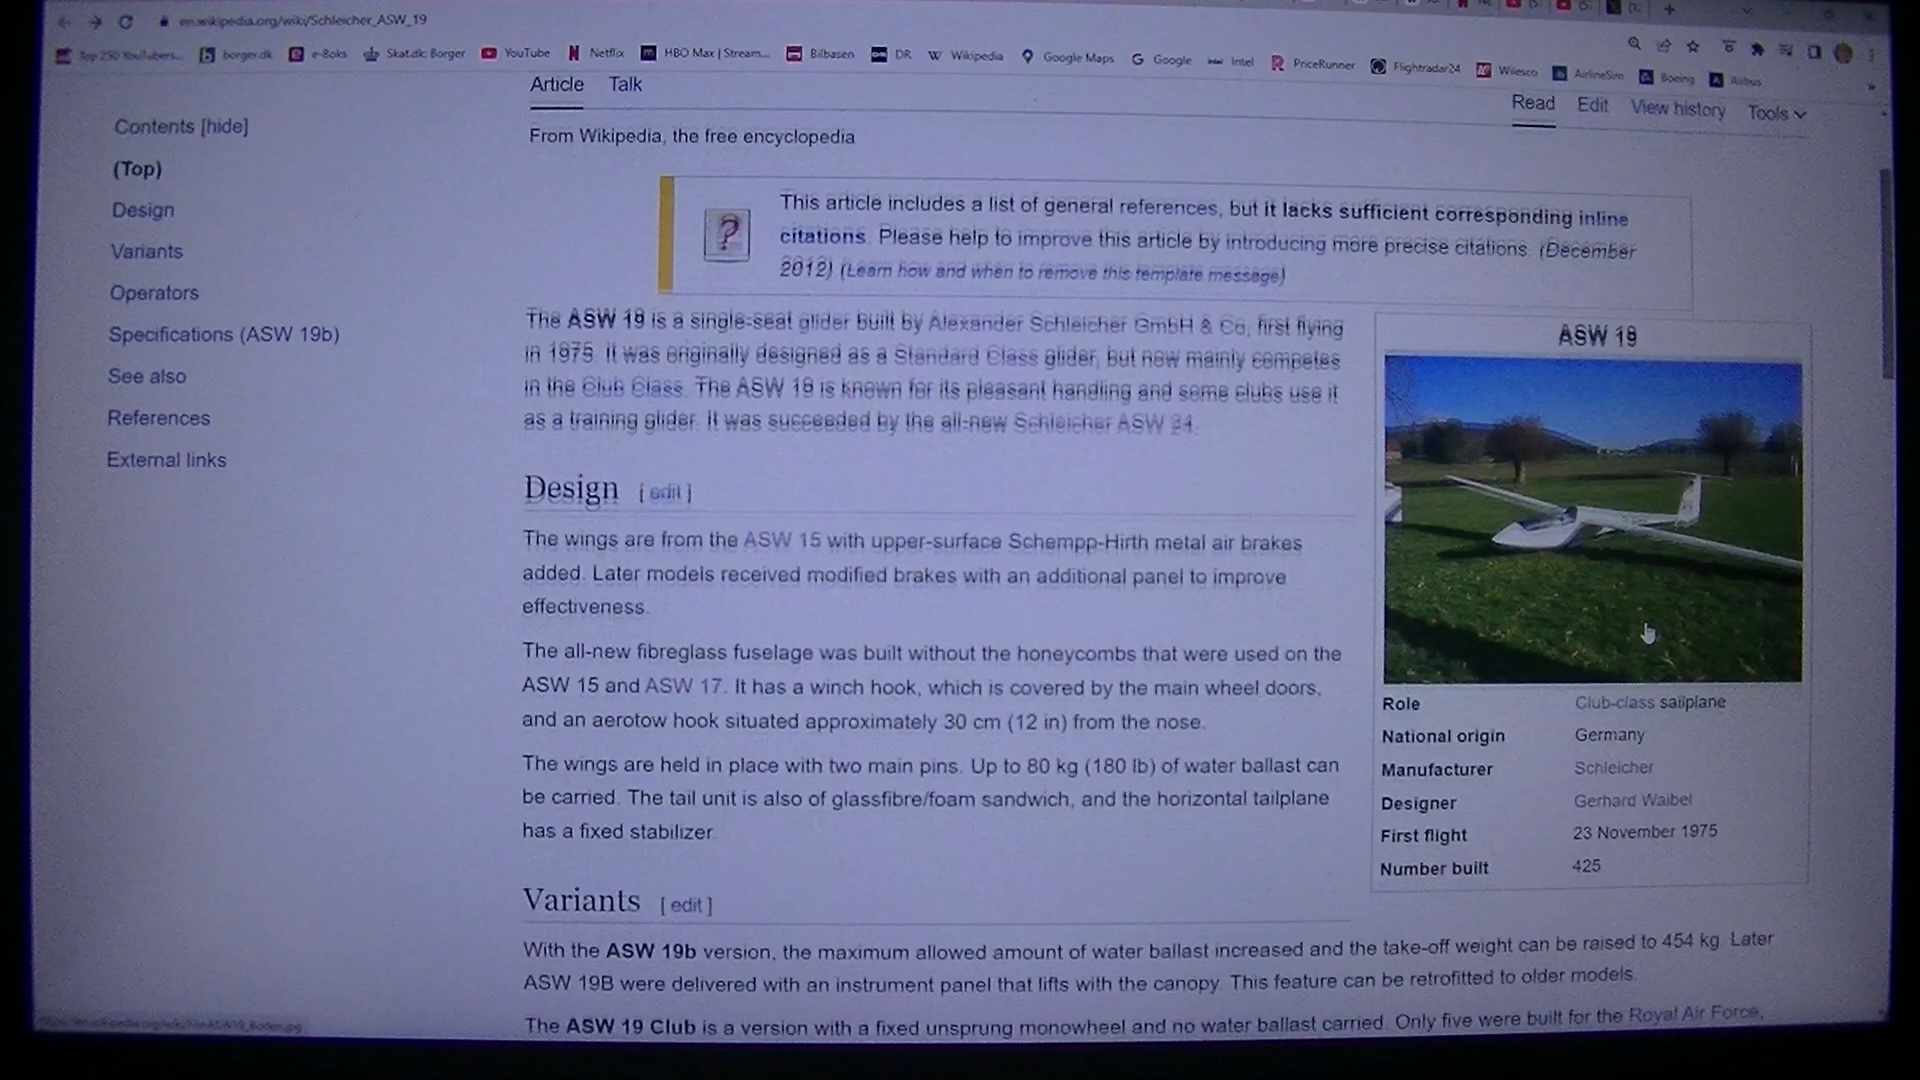 en.wikipedia.org/wiki/Schleicher_ASW_19
Top 250 YouTubers... borger.dk e-Boks Skat.dk: Borger YouTube Netflix HBO Max | Stream... Bilbasen DR Wikipedia Google Maps Google Intel PriceRunner Flightradar24 Wilesco AirlineSim Boeing Airbus
Article Talk
Read Edit View history Tools
From Wikipedia, the free encyclopedia
Contents [hide]
(Top)
Design
Variants
Operators
Specifications (ASW 19b)
See also
References
External links
This article includes a list of general references, but it lacks sufficient corresponding inline
citations. Please help to improve this article by introducing more precise citations. (December
2012) (Learn how and when to remove this template message)
The ASW 19 is a single-seat glider built by Alexander Schleicher GmbH & Co, first flying
in 1975. It was originally designed as a Standard Class glider, but now mainly competes
in the Club Class. The ASW 19 is known for its pleasant handling and some clubs use it
as a training glider. It was succeeded by the all-new Schleicher ASW 24.
Design [ edit ]
The wings are from the ASW 15 with upper-surface Schempp-Hirth metal air brakes
added. Later models received modified brakes with an additional panel to improve
effectiveness.
The all-new fibreglass fuselage was built without the honeycombs that were used on the
ASW 15 and ASW 17. It has a winch hook, which is covered by the main wheel doors,
and an aerotow hook situated approximately 30 cm (12 in) from the nose.
The wings are held in place with two main pins. Up to 80 kg (180 lb) of water ballast can
be carried. The tail unit is also of glassfibre/foam sandwich, and the horizontal tailplane
has a fixed stabilizer.
ASW 19
Role Club-class sailplane
National origin Germany
Manufacturer Schleicher
Designer Gerhard Waibel
First flight 23 November 1975
Number built 425
Variants [ edit ]
With the ASW 19b version, the maximum allowed amount of water ballast increased and the take-off weight can be raised to 454 kg. Later
ASW 19B were delivered with an instrument panel that lifts with the canopy. This feature can be retrofitted to older models.
The ASW 19 Club is a version with a fixed unsprung monowheel and no water ballast carried. Only five were built for the Royal Air Force,